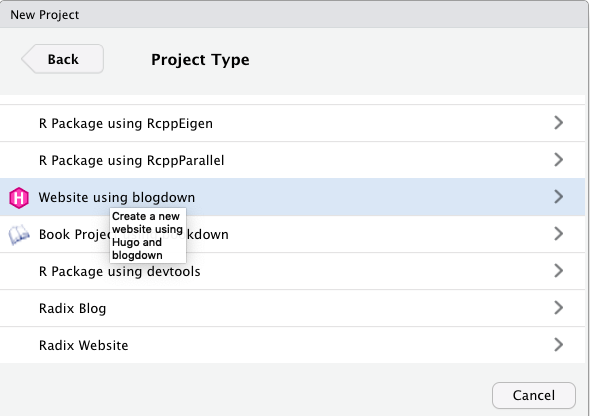 New Project
Back
Project Type
R Package using RcppEigen
R Package using RcppParallel
H
Website using blogdown
Create a new
website using
Hugo and
blogdown
Book Projec kdown
R Package using devtools
Radix Blog
Radix Website
Cancel